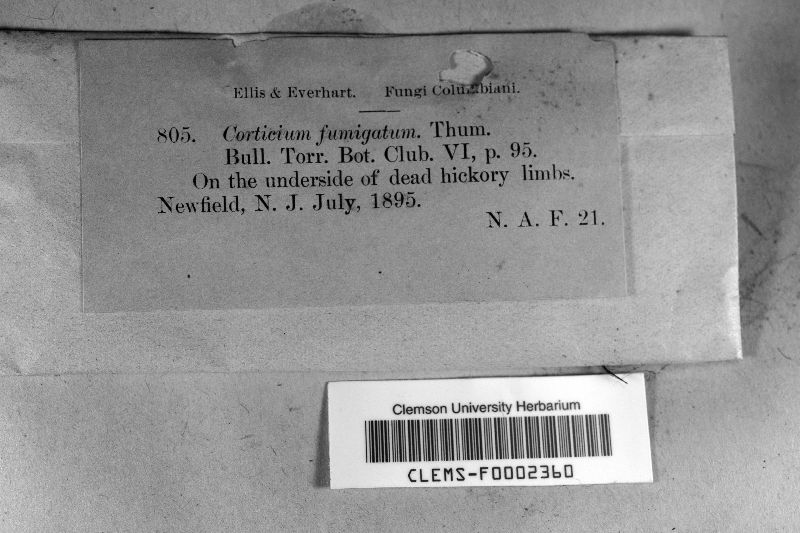 Ellis & Everhart. Fungi Columbiani.
805. Corticium fumigatum. Thum.
Bull. Torr. Bot. Club. VI, p. 95.
On the underside of dead hickory limbs.
Newfield, N. J. July, 1895.
N. A. F. 21.
Clemson University Herbarium
CLEMS-F0002360